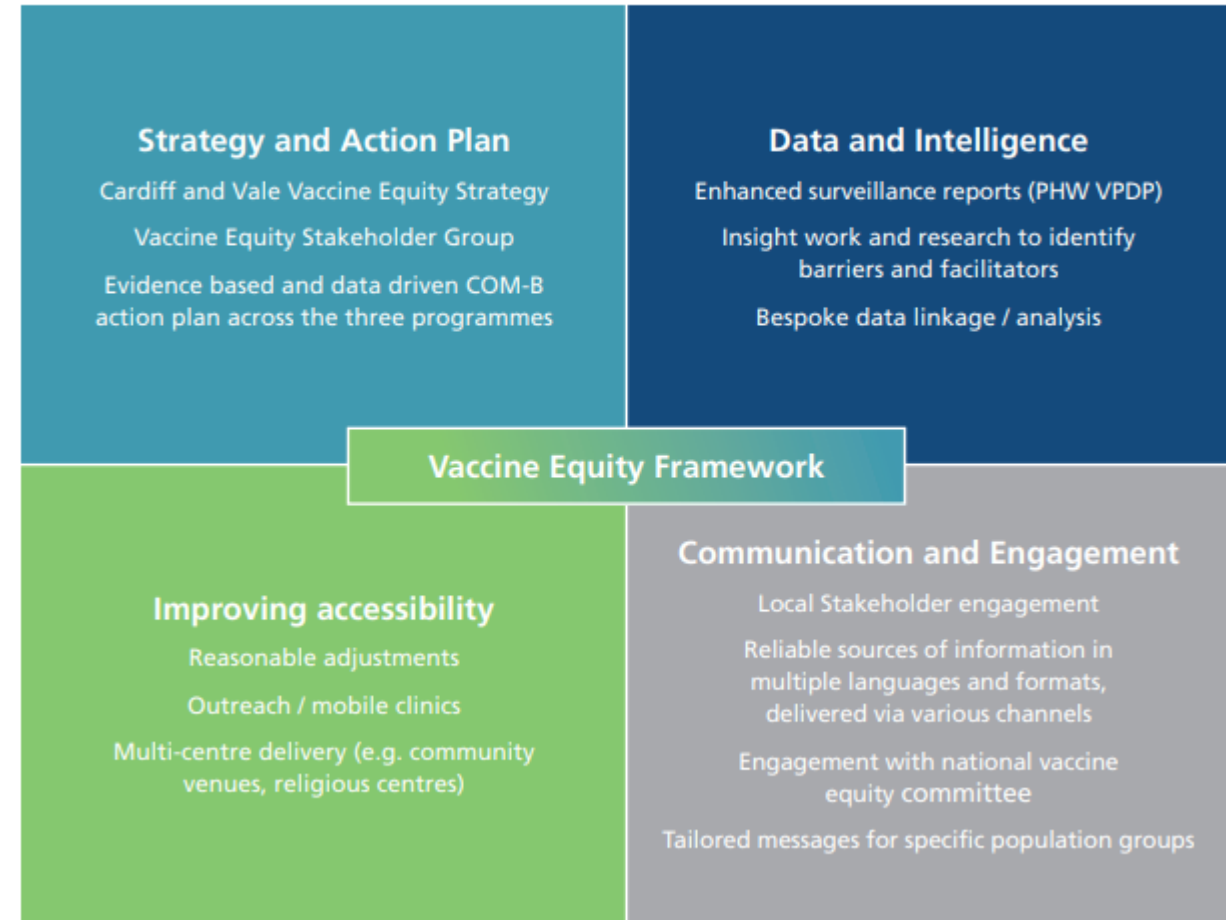 Strategy and Action Plan
Cardiff and Vale Vaccine Equity Strategy
Vaccine Equity Stakeholder Group
Evidence based and data driven COM-B
action plan across the three programmes
Data and Intelligence
Enhanced surveillance reports (PHW VPDP)
Insight work and research to identify
barriers and facilitators
Bespoke data linkage / analysis
Vaccine Equity Framework
Improving accessibility
Reasonable adjustments
Outreach / mobile clinics
Multi-centre delivery (e.g. community
venues, religious centres)
Communication and Engagement
Local Stakeholder engagement
Reliable sources of information in
multiple languages and formats,
delivered via various channels
Engagement with national vaccine
equity committee
Tailored messages for specific population groups